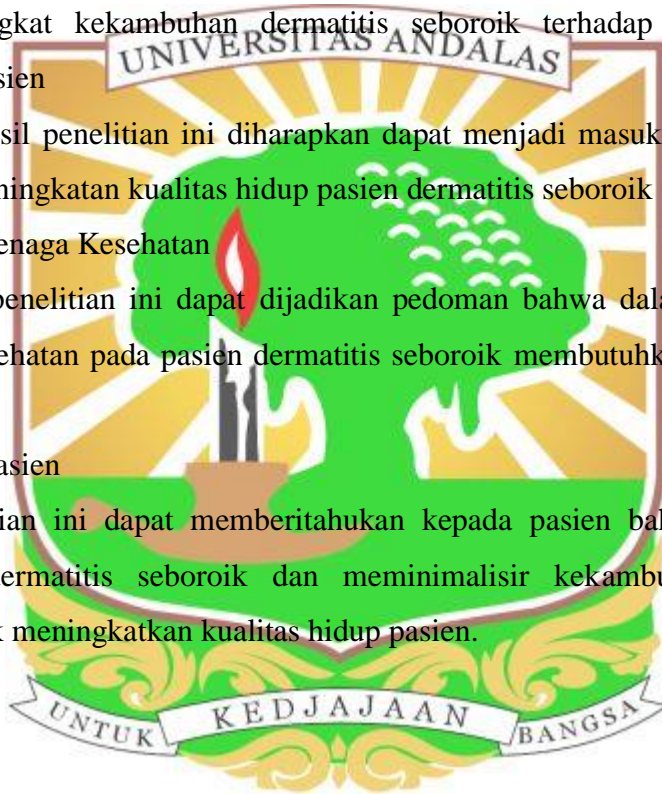 ngkat kekambuhan dermatitis seboroik terhadap
UNIVERSITAS ANDALAS
sien
sil penelitian ini diharapkan dapat menjadi masuk
ningkatan kualitas hidup pasien dermatitis seboroik
enaga Kesehatan
penelitian ini dapat dijadikan pedoman bahwa dala
sehatan pada pasien dermatitis seboroik membutuhk
asien
ian ini dapat memberitahukan kepada pasien bah
dermatitis seboroik dan meminimalisir kekambu
k meningkatkan kualitas hidup pasien.
UNTUK KEDJAJAAN BANGSA